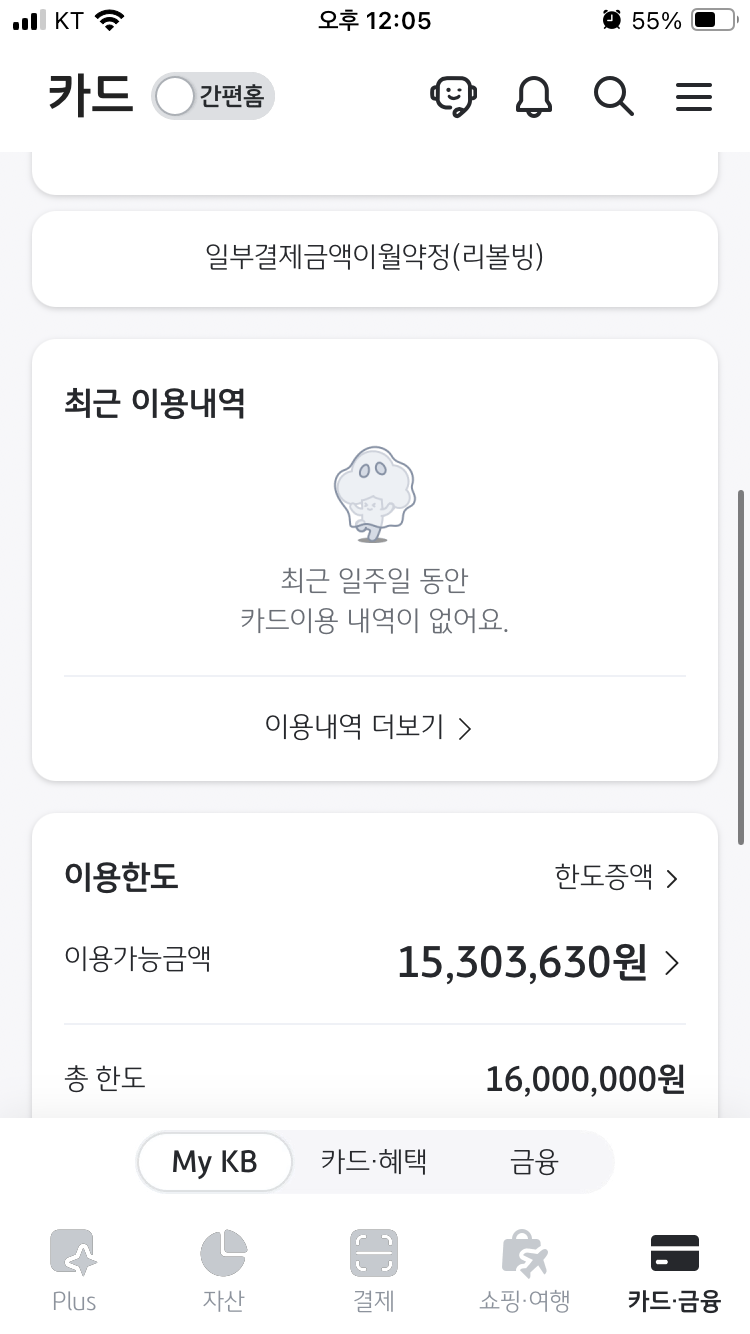 KT 오후 12:05 55%
카드 간편홈
일부결제금액이월약정(리볼빙)
최근 이용내역
최근 일주일 동안
카드이용 내역이 없어요.
이용내역 더보기
이용한도 한도증액
이용가능금액 15,303,630원
총 한도 16,000,000원
My KB 카드·혜택 금융
Plus 자산 결제 쇼핑·여행 카드·금융